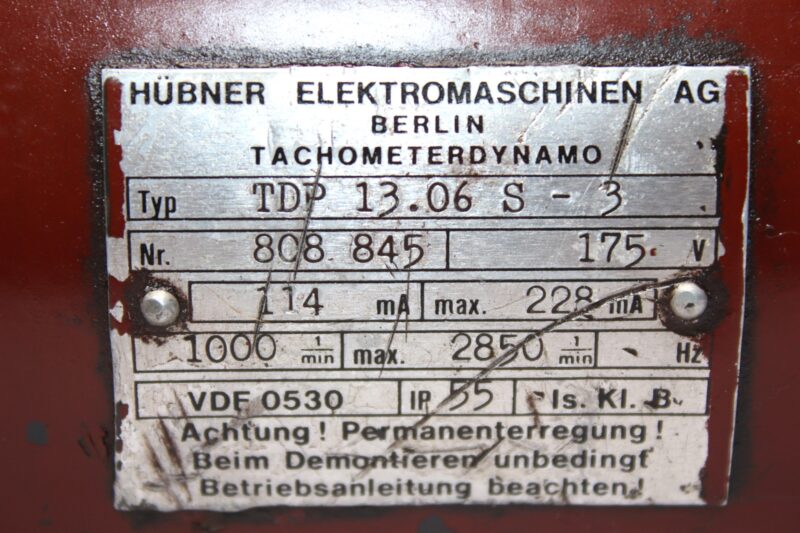 HÜBNER ELEKTROMASCHINEN AG
BERLIN
TACHOMETERDYNAMO
Typ TDP 13.06 S - 3
Nr. 808 845 175 V
114 mA max. 228 mA
1000 1/min max. 2850 1/min Hz
VDE 0530 IP 55 Is. Kl. B
Achtung! Permanenterregung!
Beim Demontieren unbedingt
Betriebsanleitung beachten!